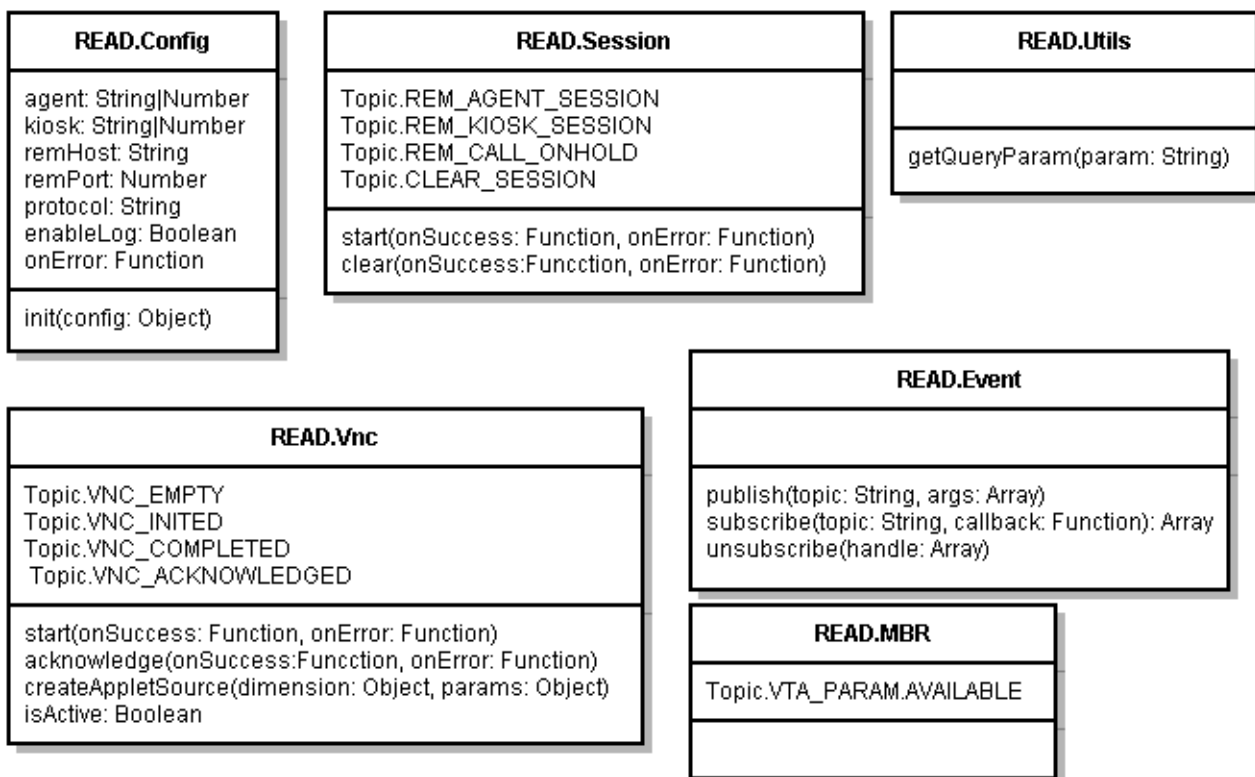 READ.Config
agent: String|Number
kiosk: String|Number
remHost: String
remPort: Number
protocol: String
enableLog: Boolean
onError: Function
init(config: Object)
READ.Session
Topic.REM_AGENT_SESSION
Topic.REM_KIOSK_SESSION
Topic.REM_CALL_ONHOLD
Topic.CLEAR_SESSION
start(onSuccess: Function, onError: Function)
clear(onSuccess:Funcction, onError: Function)
READ.Utils
getQueryParam(param: String)
READ.Vnc
Topic.VNC_EMPTY
Topic.VNC_INITED
Topic.VNC_COMPLETED
Topic.VNC_ACKNOWLEDGED
start(onSuccess: Function, onError: Function)
acknowledge(onSuccess:Funcction, onError: Function)
createAppletSource(dimension: Object, params: Object)
isActive: Boolean
READ.Event
publish(topic: String, args: Array)
subscribe(topic: String, callback: Function): Array
unsubscribe(handle: Array)
READ.MBR
Topic.VTA_PARAM.AVAILABLE